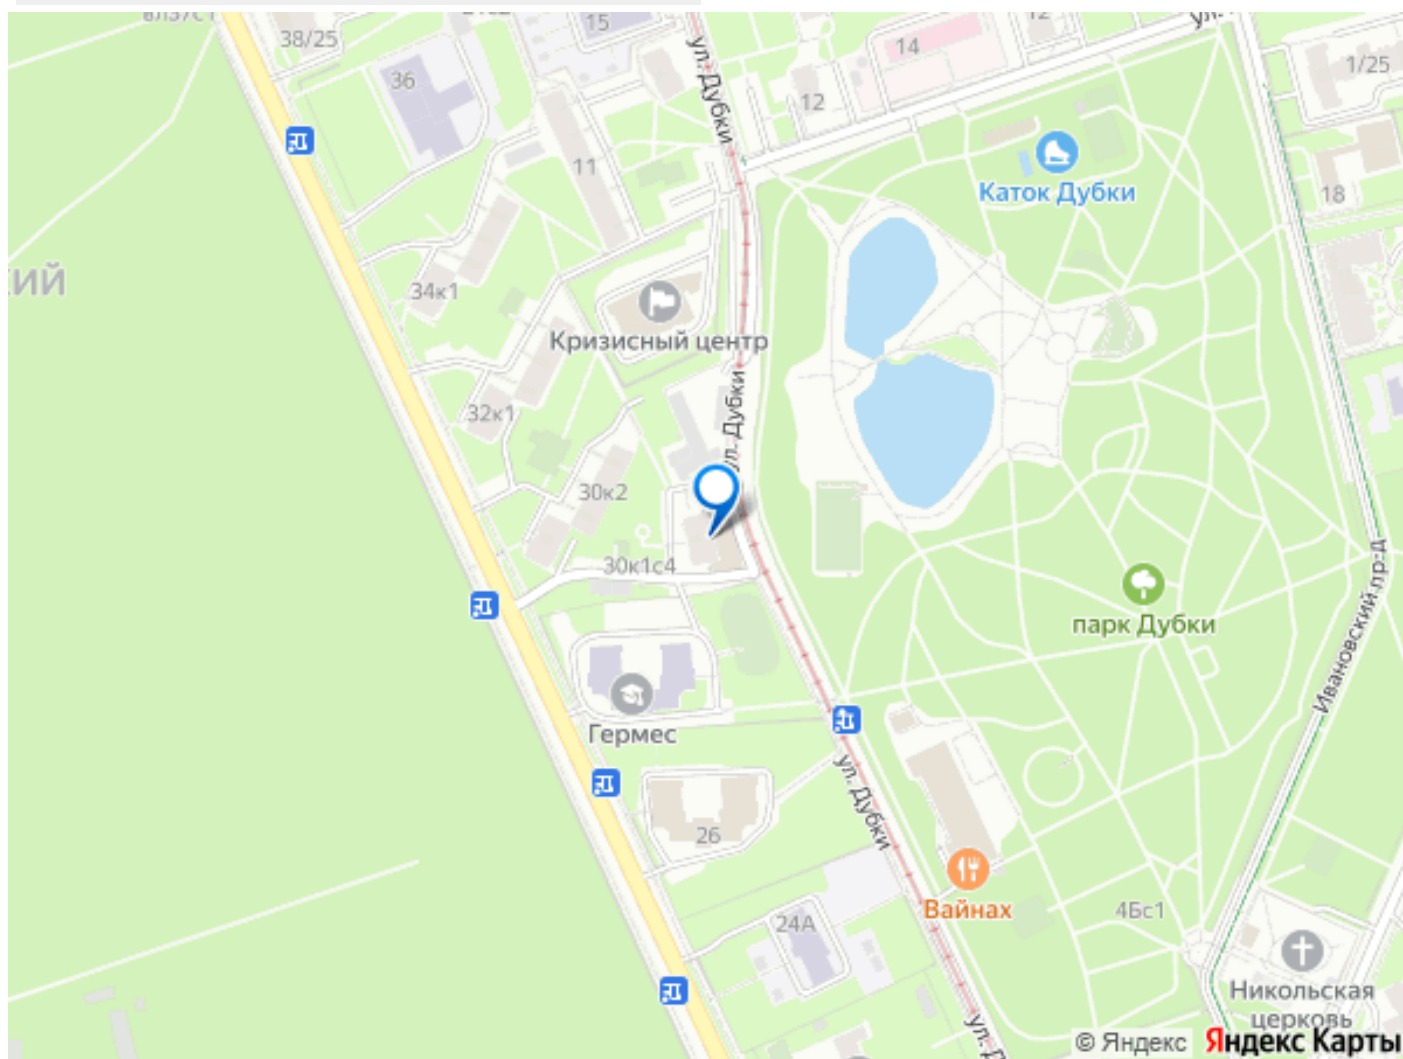 38/25
15
12
14
1/25
36
ул. Дубки
12
11
Каток Дубки
18
ский
34к1
Кризисный центр
ул. Дубки
32к1
30к2
30к1с4
парк Дубки
Ивановский пр-д
Гермес
ул. Дубки
26
Вайнах
4Бс1
24А
Никольская
церковь
© Яндекс Яндекс Карты